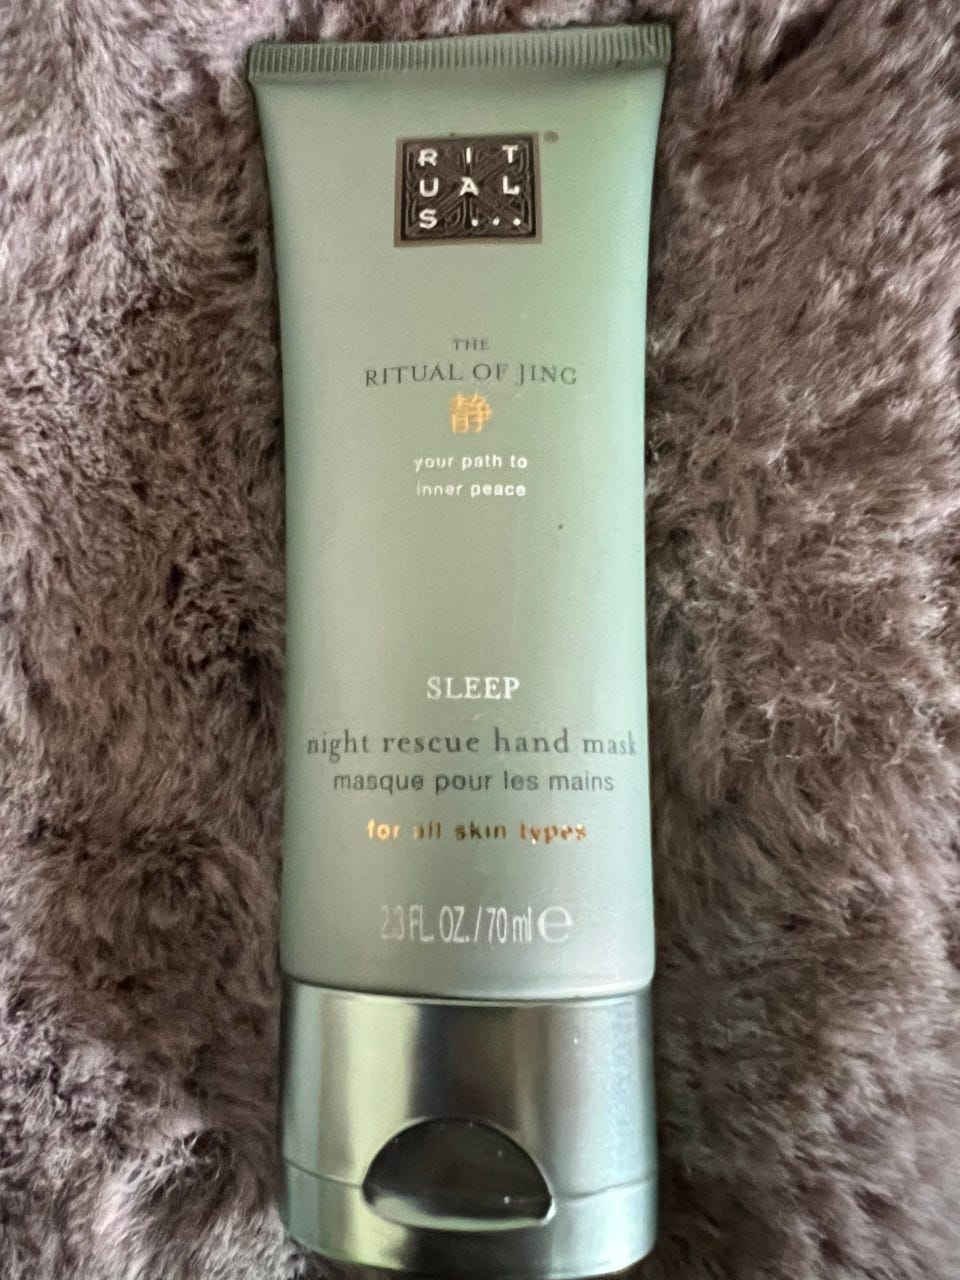 RIT
UAL
S...
®
THE
RITUAL OF JING
静
your path to
inner peace
SLEEP
night rescue hand mask
masque pour les mains
for all skin types
2.3 FL. OZ. / 70 ml ℮